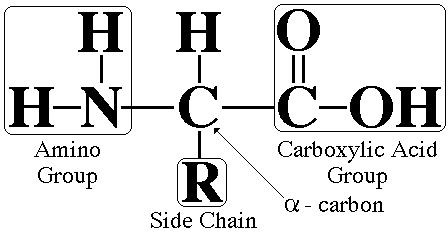 H H O
H-N-C-C-OH
Amino
Group
Carboxylic Acid
Group
R
α - carbon
Side Chain